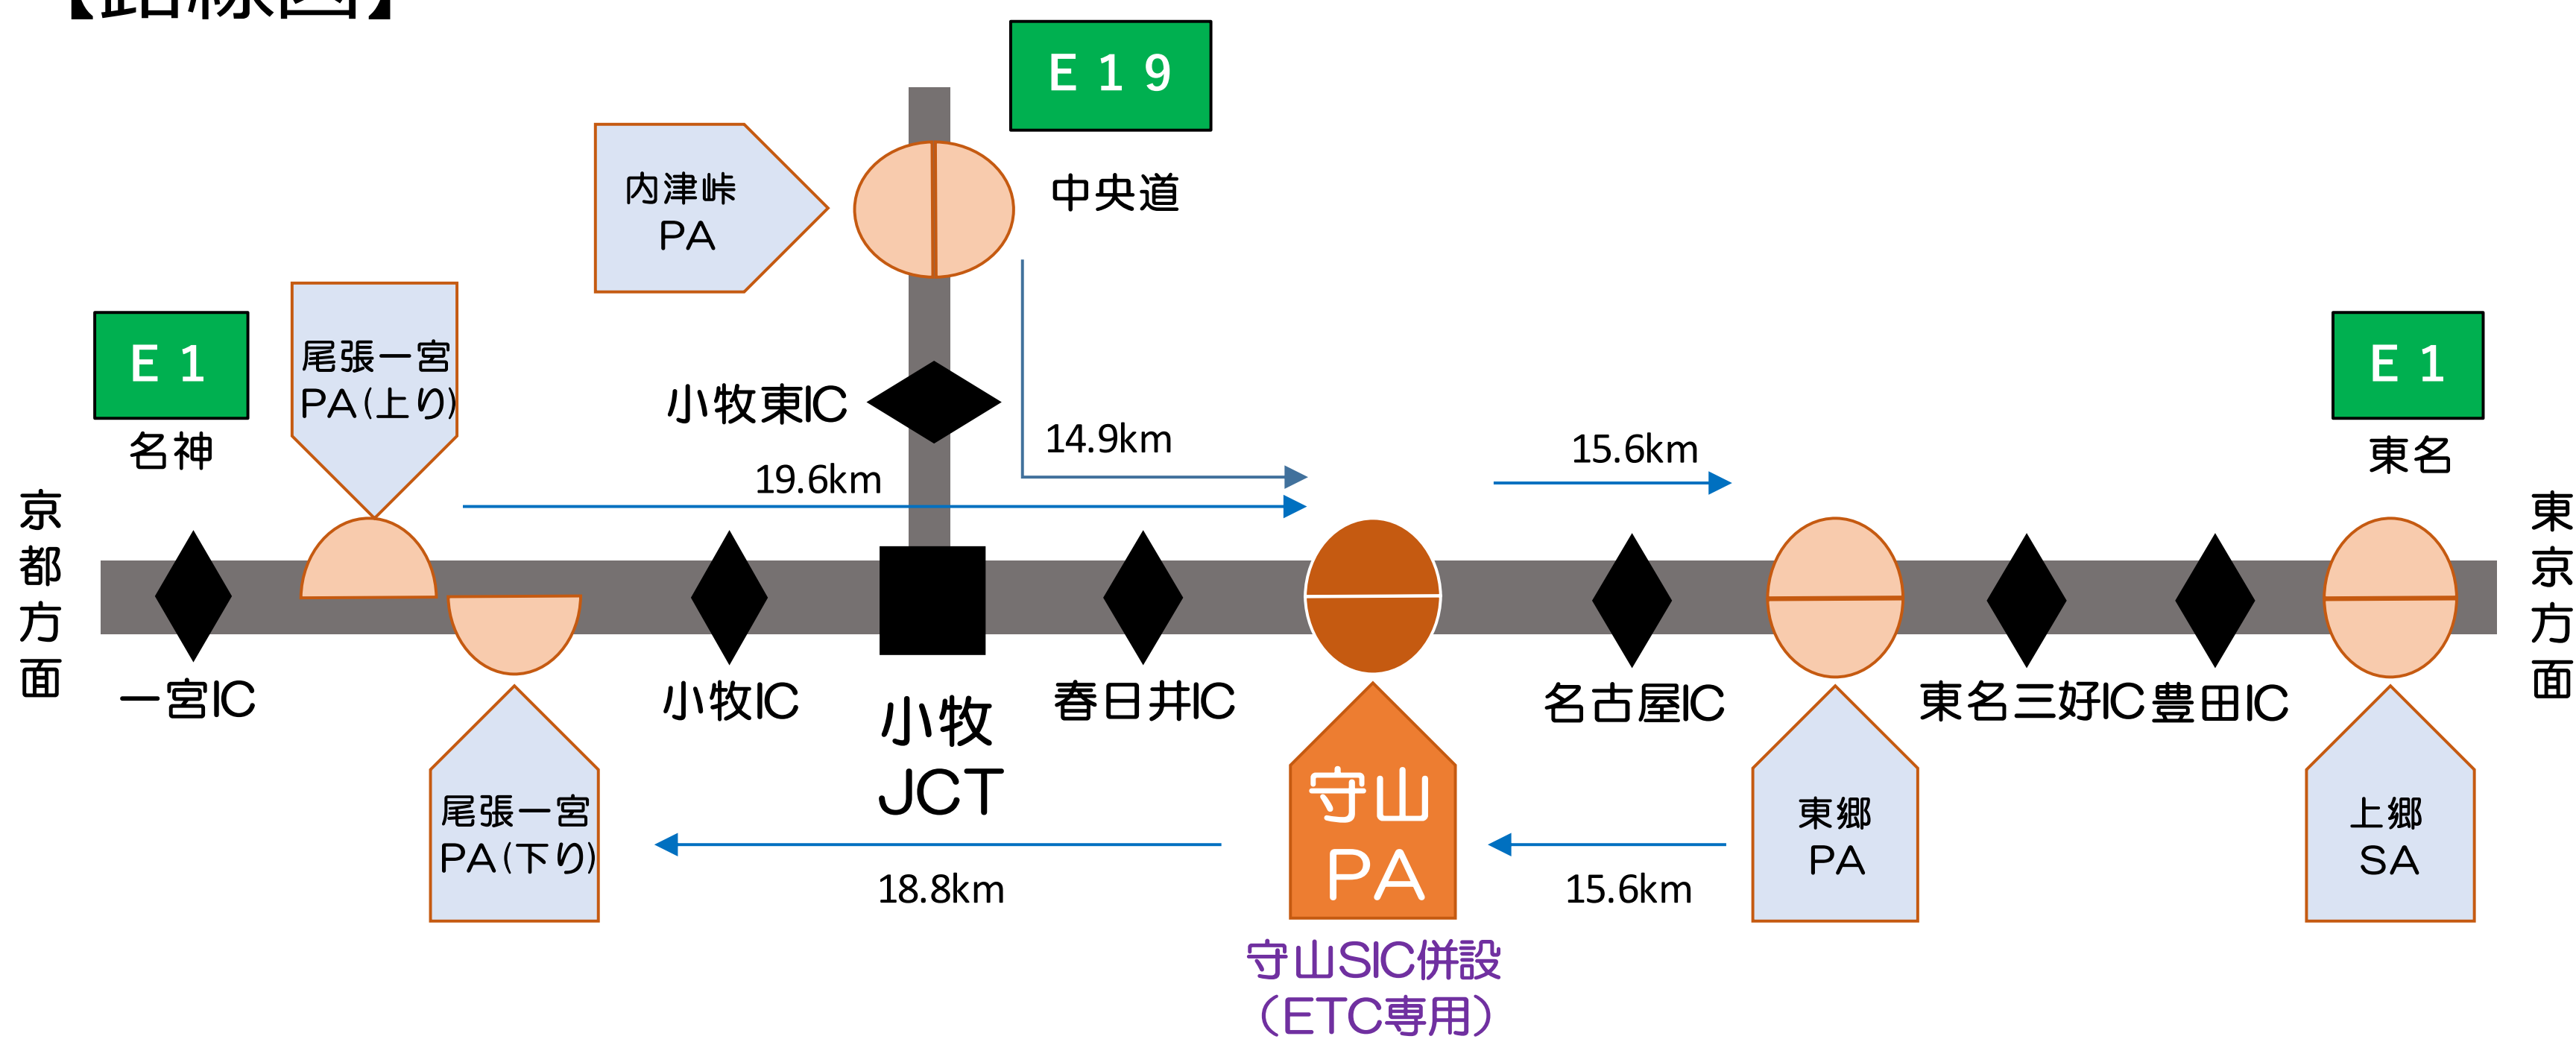 【路線図】
Ｅ１９
中央道
内津峠
PA
Ｅ１
名神
尾張一宮
PA(上り)
小牧東IC
14.9km
19.6km
15.6km
Ｅ１
東名
京都方面
東京方面
一宮IC
小牧IC
小牧
JCT
春日井IC
名古屋IC
東名三好IC
豊田IC
尾張一宮
PA(下り)
18.8km
守山
PA
15.6km
東郷
PA
上郷
SA
守山SIC併設
（ETC専用）